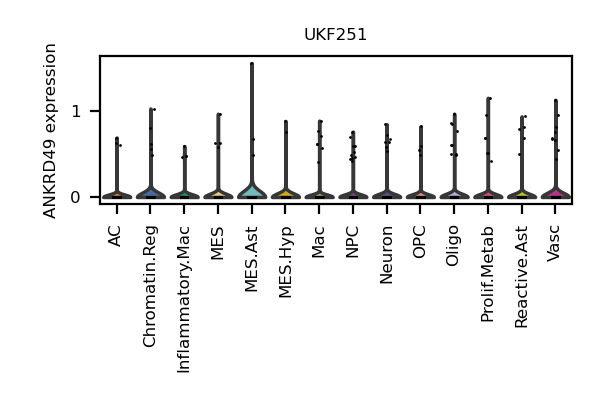 UKF251
ANKRD49 expression
1
0
AC
Chromatin.Reg
Inflammatory.Mac
MES
MES.Ast
MES.Hyp
Mac
NPC
Neuron
OPC
Oligo
Prolif.Metab
Reactive.Ast
Vasc